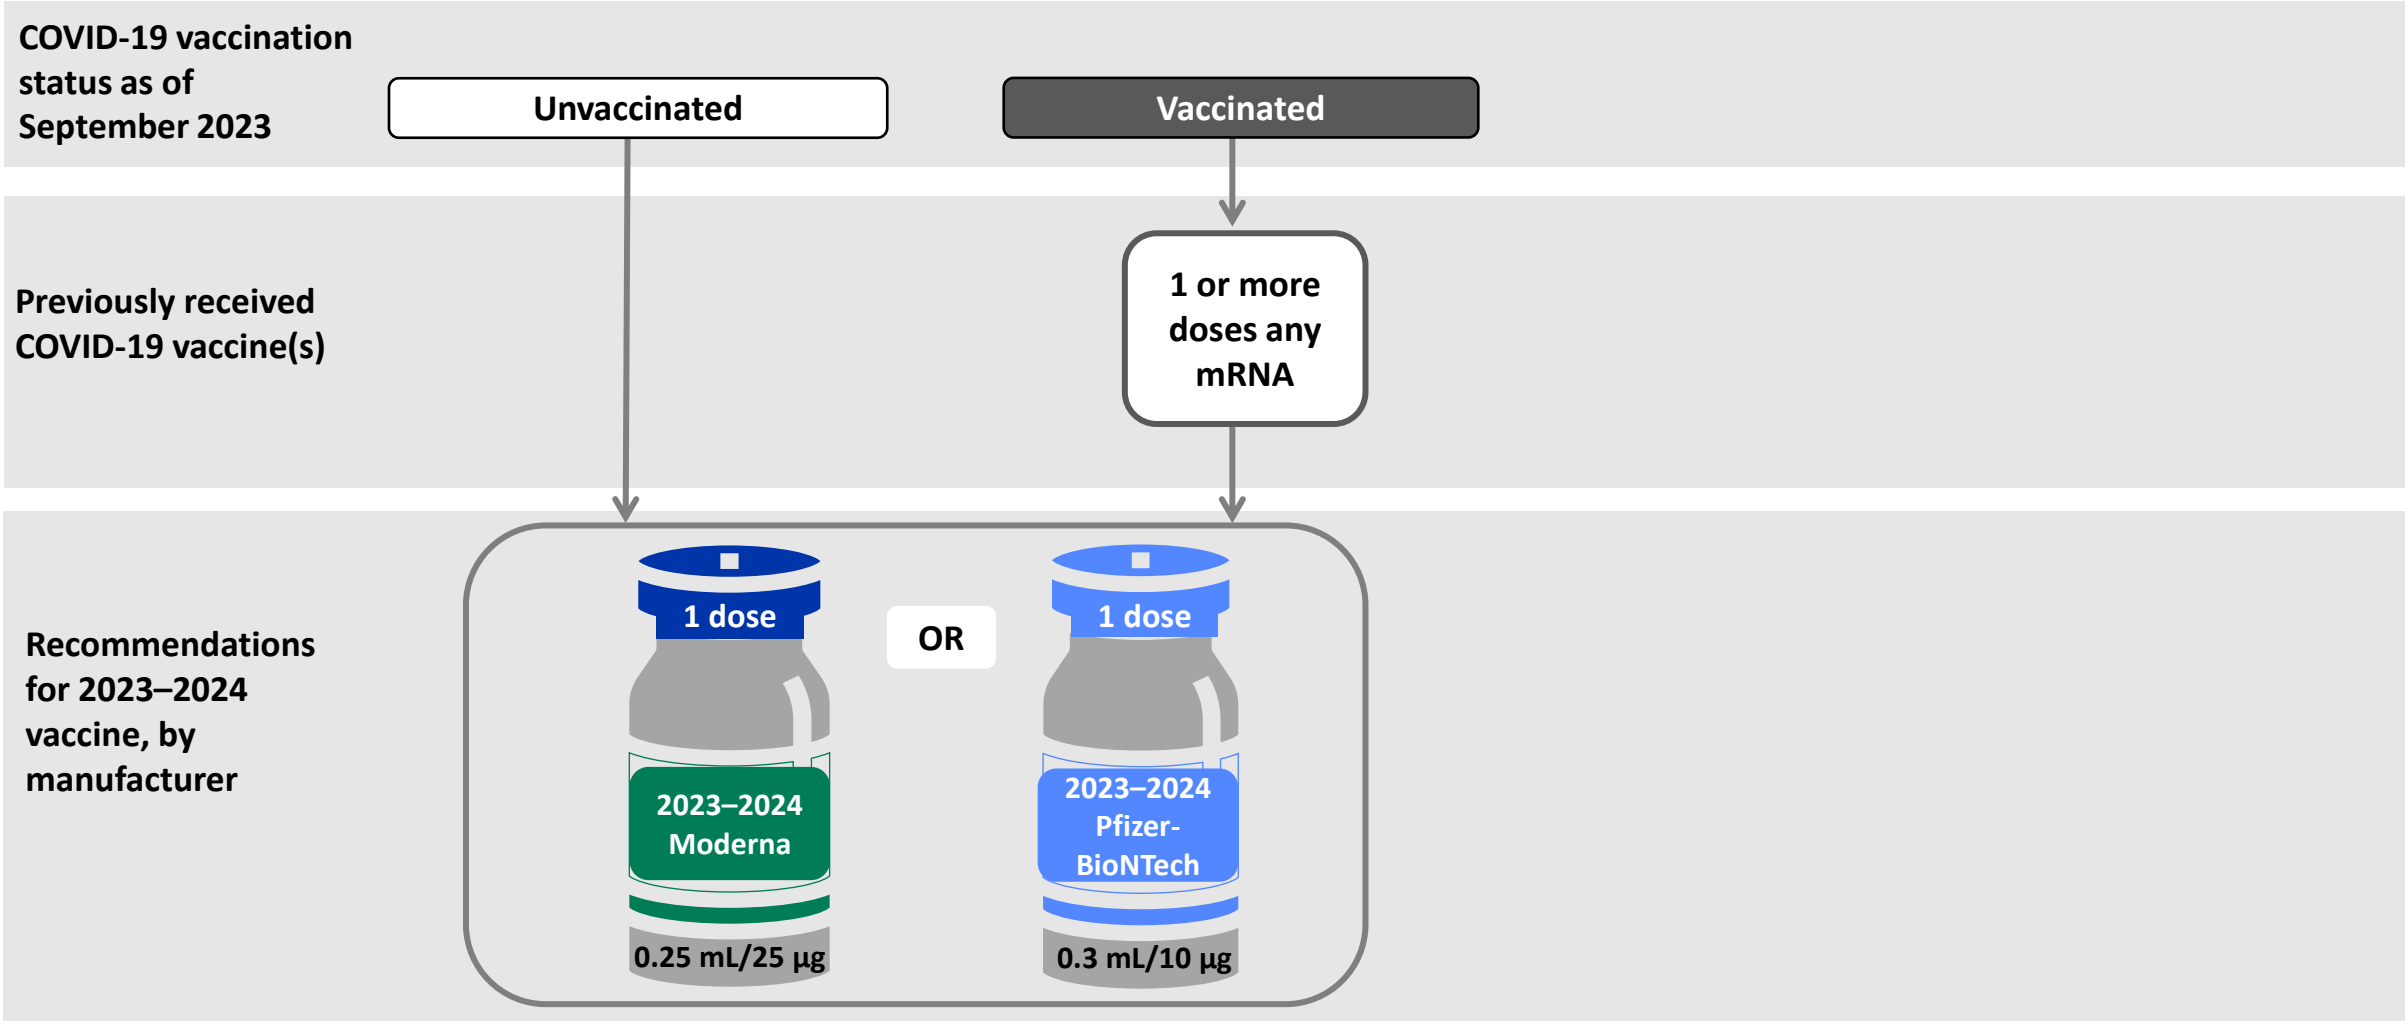 COVID-19 vaccination
status as of
September 2023
Unvaccinated
Vaccinated
Previously received
COVID-19 vaccine(s)
1 or more
doses any
mRNA
Recommendations
for 2023–2024
vaccine, by
manufacturer
1 dose
2023–2024
Moderna
0.25 mL/25 µg
OR
1 dose
2023–2024
Pfizer-
BioNTech
0.3 mL/10 µg